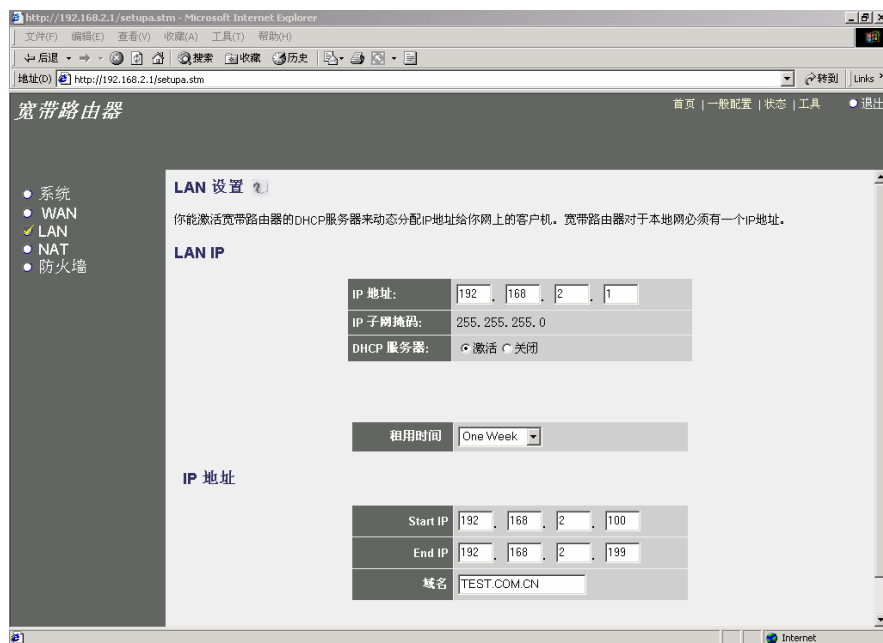 http://192.168.2.1/setupa.stm - Microsoft Internet Explorer
文件(F) 编辑(E) 查看(V) 收藏(A) 工具(T) 帮助(H)
后退 搜索 收藏 历史
地址(D) http://192.168.2.1/setupa.stm 转到 Links
宽带路由器
首页 | 一般配置 | 状态 | 工具 退出
系统
WAN
LAN
NAT
防火墙
LAN 设置
你能激活宽带路由器的DHCP服务器来动态分配IP地址给你网上的客户机。宽带路由器对于本地网必须有一个IP地址。
LAN IP
IP 地址: 192 . 168 . 2 . 1
IP 子网掩码: 255.255.255.0
DHCP 服务器: 激活 关闭
租用时间 One Week
IP 地址
Start IP 192 . 168 . 2 . 100
End IP 192 . 168 . 2 . 199
域名 TEST.COM.CN
Internet